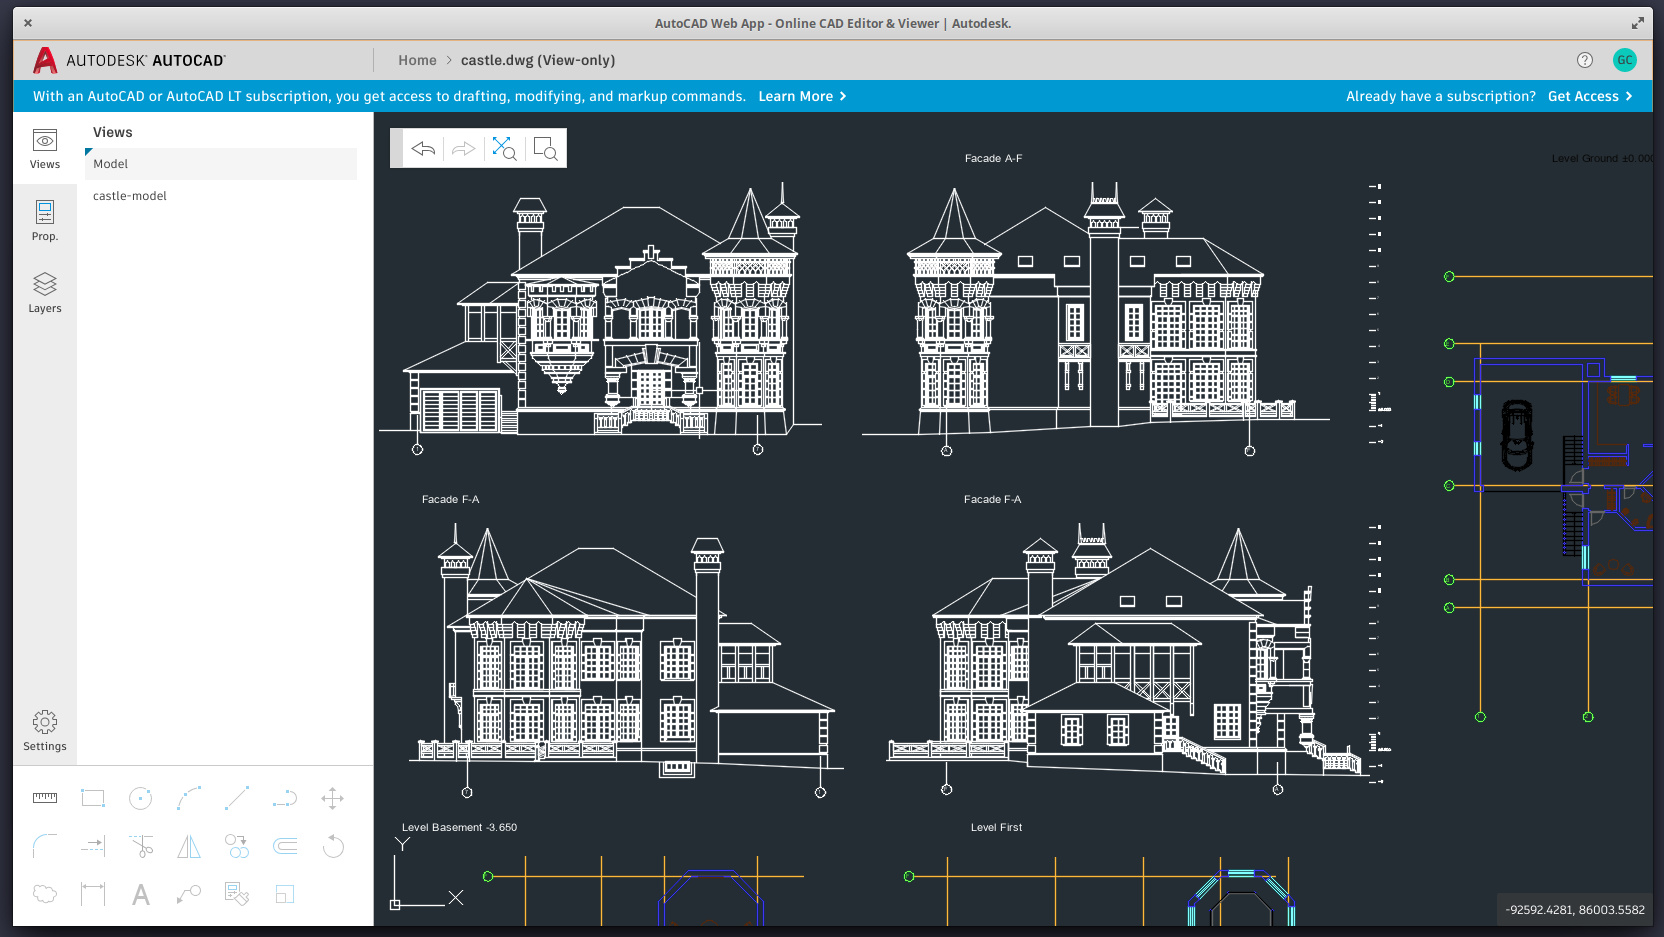 AutoCAD Web App - Online CAD Editor & Viewer | Autodesk.
AUTODESK® AUTOCAD®
Home > castle.dwg (View-only)
GC
With an AutoCAD or AutoCAD LT subscription, you get access to drafting, modifying, and markup commands. Learn More >
Already have a subscription? Get Access >
Views
Views
Model
castle-model
Prop.
Layers
Settings
Facade A-F
Level Ground ±0.00
Facade F-A
Facade F-A
Level Basement -3.650
Level First
Y
X
A
-92592.4281, 86003.5582